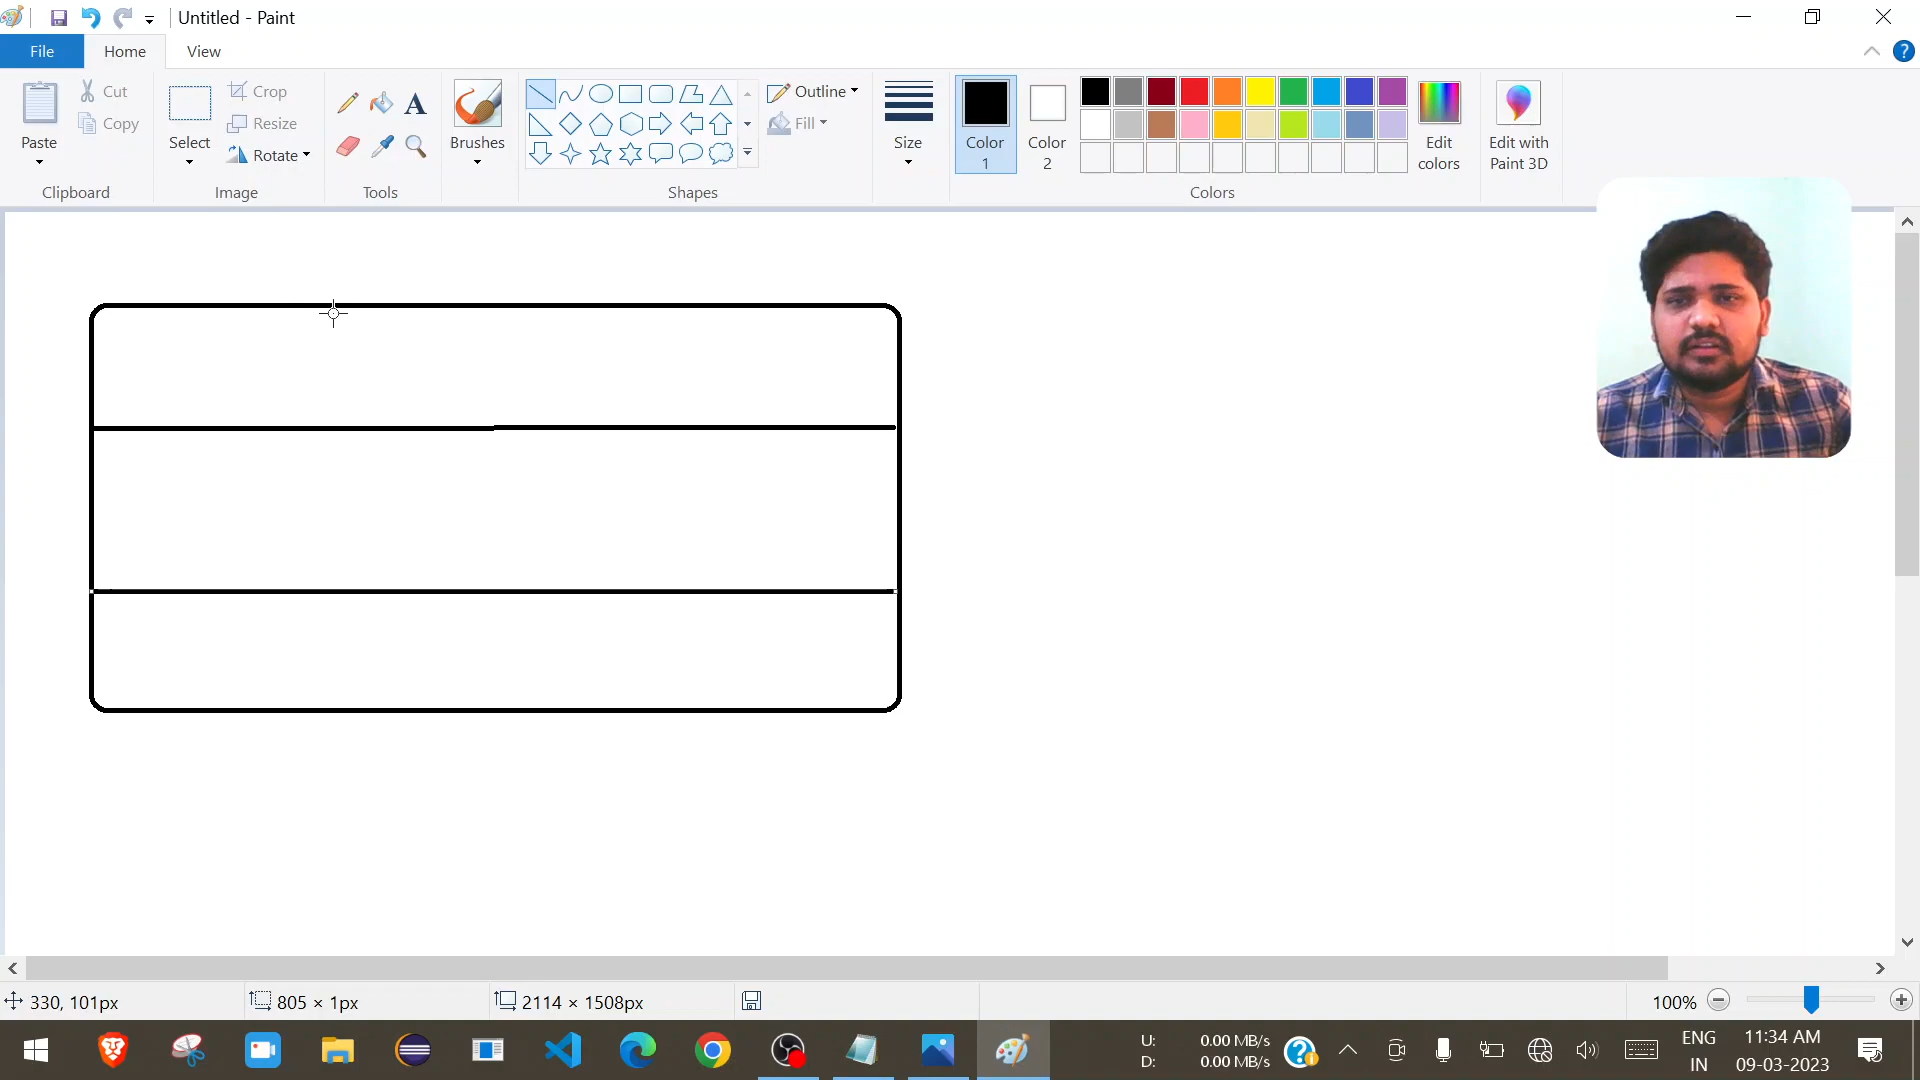 Untitled - Paint
File
Home
View
Paste
Cut
Copy
Clipboard
Select
Crop
Resize
Rotate
Image
A
Tools
Brushes
Shapes
Outline
Fill
Size
Color
1
Color
2
Edit
colors
Colors
Edit with
Paint 3D
?
330, 101px
805 × 1px
2114 × 1508px
100%
U: 0.00 MB/s
D: 0.00 MB/s
ENG
IN
11:34 AM
09-03-2023